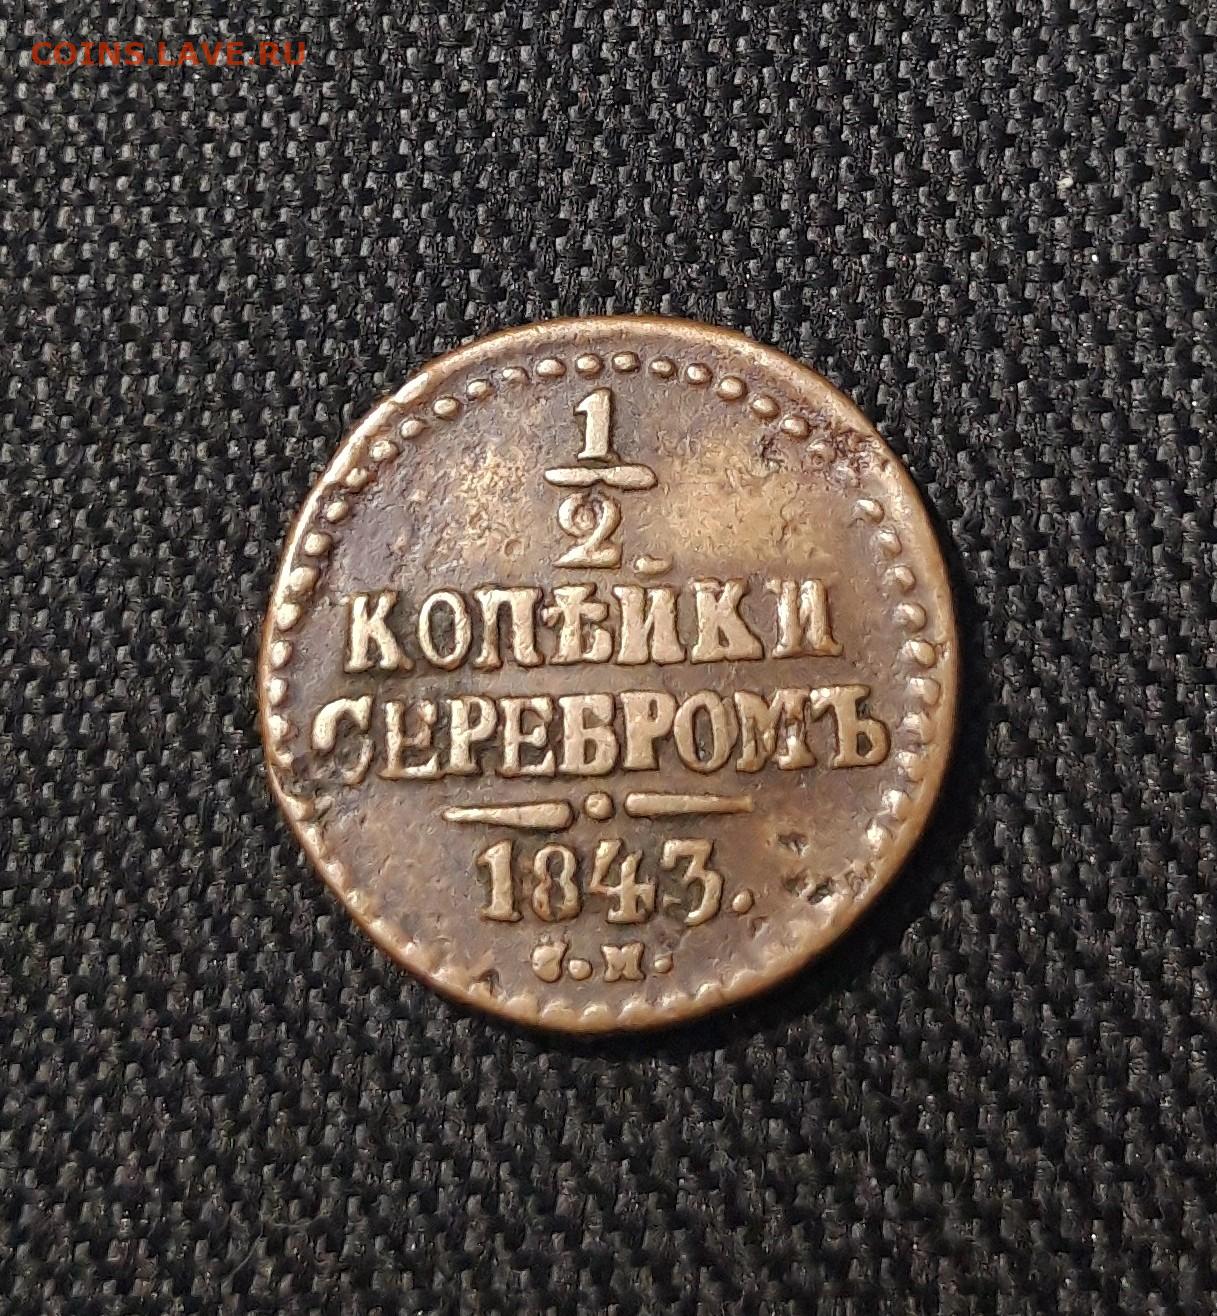 COINS.LAVE.RU
1
2.
КОПѢЙКИ
СЕРЕБРОМЪ
1843.
С.М.